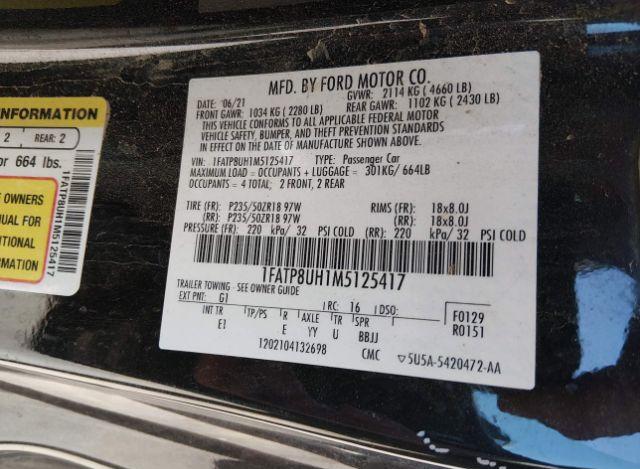 INFORMATION
2 REAR: 2
or 664 lbs.
E OWNERS
NUAL FOR
DITIONAL
RMATION
1FATP8UH1M5125417
MFD. BY FORD MOTOR CO.
DATE: 06/21 GVWR: 2114 KG ( 4660 LB)
FRONT GAWR: 1034 KG ( 2280 LB) REAR GAWR: 1102 KG ( 2430 LB)
THIS VEHICLE CONFORMS TO ALL APPLICABLE FEDERAL MOTOR
VEHICLE SAFETY, BUMPER, AND THEFT PREVENTION STANDARDS
IN EFFECT ON THE DATE OF MANUFACTURE SHOWN ABOVE.
VIN: 1FATP8UH1M5125417 TYPE: Passenger Car
MAXIMUM LOAD = OCCUPANTS + LUGGAGE = 301KG/ 664LB
OCCUPANTS = 4 TOTAL; 2 FRONT, 2 REAR
TIRE (FR): P235/50ZR18 97W RIMS (FR): 18x8.0J
(RR): P235/50ZR18 97W (RR): 18x8.0J
PRESSURE (FR): 220 kPa/ 32 PSI COLD (RR): 220 kPa/ 32 PSI COLD
1FATP8UH1M5125417
TRAILER TOWING - SEE OWNER GUIDE
EXT PNT: G1 RC: 16 DSO: F0129
INT TR TP/PS R AXLE TR SPR R0151
EI E YY U BBJJ
1202104132698 CMC 5U5A-5420472-AA